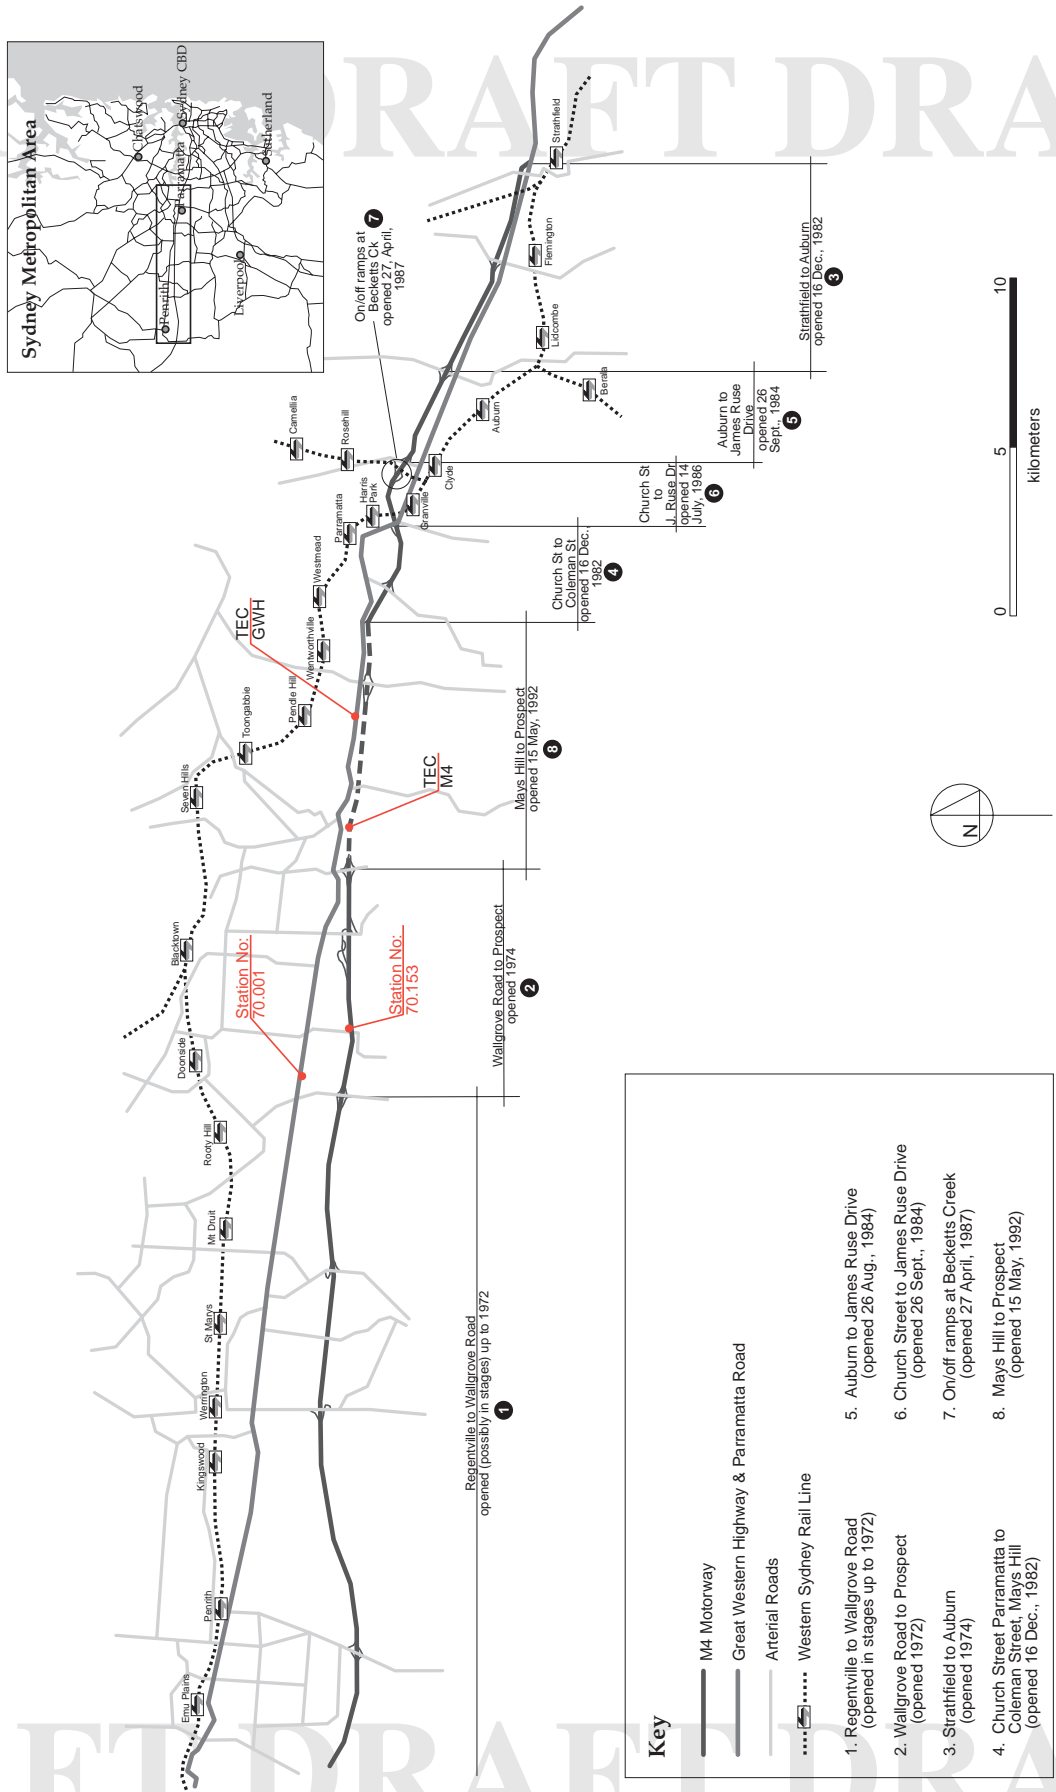 DRAFT DRAFT
Sydney Metropolitan Area
Penrith
Parramatta
Chatswood
Sydney CBD
Liverpool
Sutherland
On/off ramps at
Becketts Ck
opened 27, April,
1987
7
Emu Plains
Penrith
Kingswood
Werrington
St Marys
Mt Druit
Rooty Hill
Doonside
Blacktown
Seven Hills
Toongabbie
Pendle Hill
Wentworthville
Westmead
Parramatta
Harris
Park
Granville
Camellia
Rosehill
Clyde
Auburn
Berala
Lidcombe
Flemington
Strathfield
Station No:
70.001
Station No:
70.153
TEC
GWH
TEC
M4
Regentville to Wallgrove Road
opened (possibly in stages) up to 1972
1
Wallgrove Road to Prospect
opened 1974
2
Mays Hill to Prospect
opened 15 May, 1992
8
Church St to
Coleman St
opened 16 Dec.,
1982
4
Church St
to
J. Ruse Dr
opened 14
July, 1986
6
Auburn to
James Ruse
Drive
opened 26
Sept., 1984
5
Strathfield to Auburn
opened 16 Dec., 1982
3
N
0
5
10
kilometers
Key
M4 Motorway
Great Western Highway & Parramatta Road
Arterial Roads
Western Sydney Rail Line
1. Regentville to Wallgrove Road
(opened in stages up to 1972)
2. Wallgrove Road to Prospect
(opened 1972)
3. Strathfield to Auburn
(opened 1974)
4. Church Street Parramatta to
Coleman Street, Mays Hill
(opened 16 Dec., 1982)
5. Auburn to James Ruse Drive
(opened 26 Aug., 1984)
6. Church Street to James Ruse Drive
(opened 26 Sept., 1984)
7. On/off ramps at Becketts Creek
(opened 27 April, 1987)
8. Mays Hill to Prospect
(opened 15 May, 1992)
DRAFT DRAFT